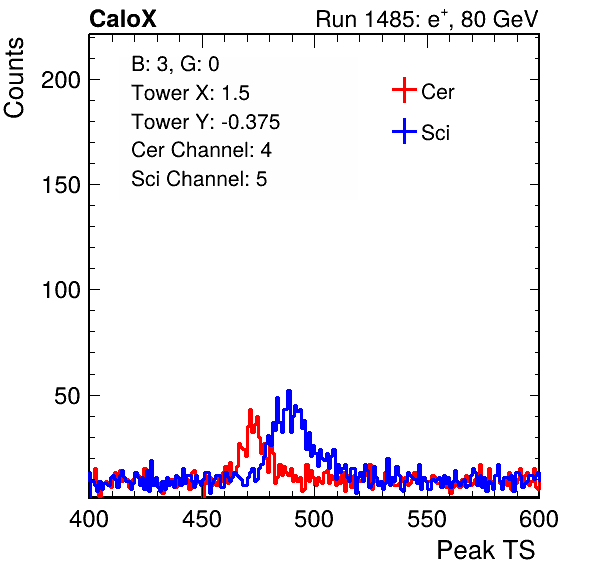 CaloX Run 1485: e⁺, 80 GeV
Counts
B: 3, G: 0
Tower X: 1.5
Tower Y: -0.375
Cer Channel: 4
Sci Channel: 5
Cer
Sci
200
150
100
50
400 450 500 550 600
Peak TS